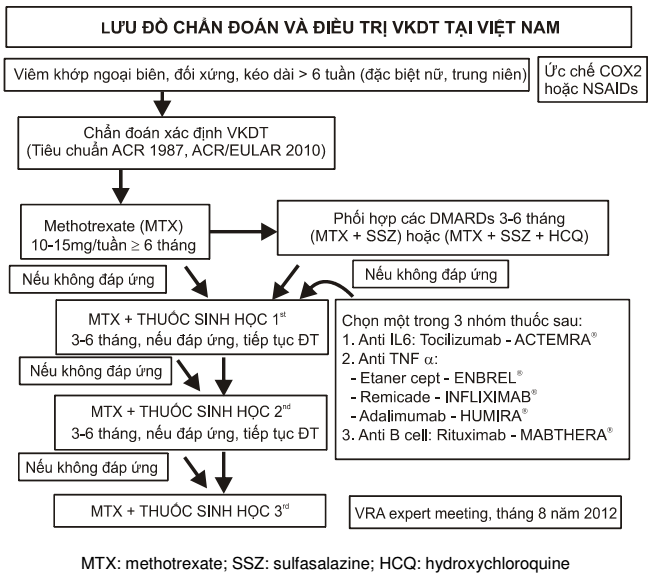 LƯU ĐỒ CHẨN ĐOÁN VÀ ĐIỀU TRỊ VKDT TẠI VIỆT NAM
Viêm khớp ngoại biên, đối xứng, kéo dài > 6 tuần (đặc biệt nữ, trung niên)
Ức chế COX2
hoặc NSAIDs
Chẩn đoán xác định VKDT
(Tiêu chuẩn ACR 1987, ACR/EULAR 2010)
Methotrexate (MTX)
10-15mg/tuần ≥ 6 tháng
Phối hợp các DMARDs 3-6 tháng
(MTX + SSZ) hoặc (MTX + SSZ + HCQ)
Nếu không đáp ứng
Nếu không đáp ứng
MTX + THUỐC SINH HỌC 1st
3-6 tháng, nếu đáp ứng, tiếp tục ĐT
Chọn một trong 3 nhóm thuốc sau:
1. Anti IL6: Tocilizumab - ACTEMRA®
2. Anti TNF α:
- Etaner cept - ENBREL®
- Remicade - INFLIXIMAB®
- Adalimumab - HUMIRA®
3. Anti B cell: Rituximab - MABTHERA®
Nếu không đáp ứng
MTX + THUỐC SINH HỌC 2nd
3-6 tháng, nếu đáp ứng, tiếp tục ĐT
Nếu không đáp ứng
MTX + THUỐC SINH HỌC 3rd
VRA expert meeting, tháng 8 năm 2012
MTX: methotrexate; SSZ: sulfasalazine; HCQ: hydroxychloroquine